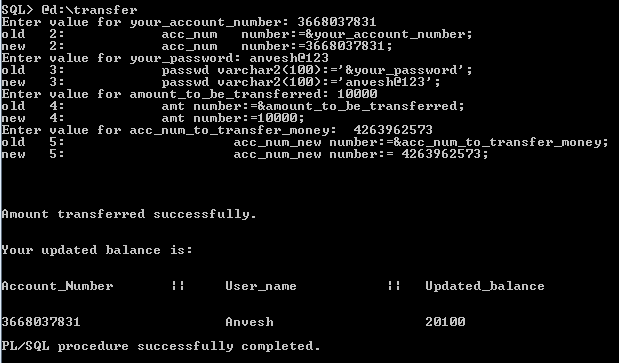 SQL> @d:\transfer
Enter value for your_account_number: 3668037831
old   2:            acc_num   number:=&your_account_number;
new   2:            acc_num   number:=3668037831;
Enter value for your_password: anvesh@123
old   3:            passwd varchar2(100):='&your_password';
new   3:            passwd varchar2(100):='anvesh@123';
Enter value for amount_to_be_transferred: 10000
old   4:            amt number:=&amount_to_be_transferred;
new   4:            amt number:=10000;
Enter value for acc_num_to_transfer_money:  4263962573
old   5:                     acc_num_new number:=&acc_num_to_transfer_money;
new   5:                     acc_num_new number:= 4263962573;
Amount transferred successfully.
Your updated balance is:
Account_Number       ||     User_name           ||   Updated_balance
3668037831                  Anvesh                   20100
PL/SQL procedure successfully completed.